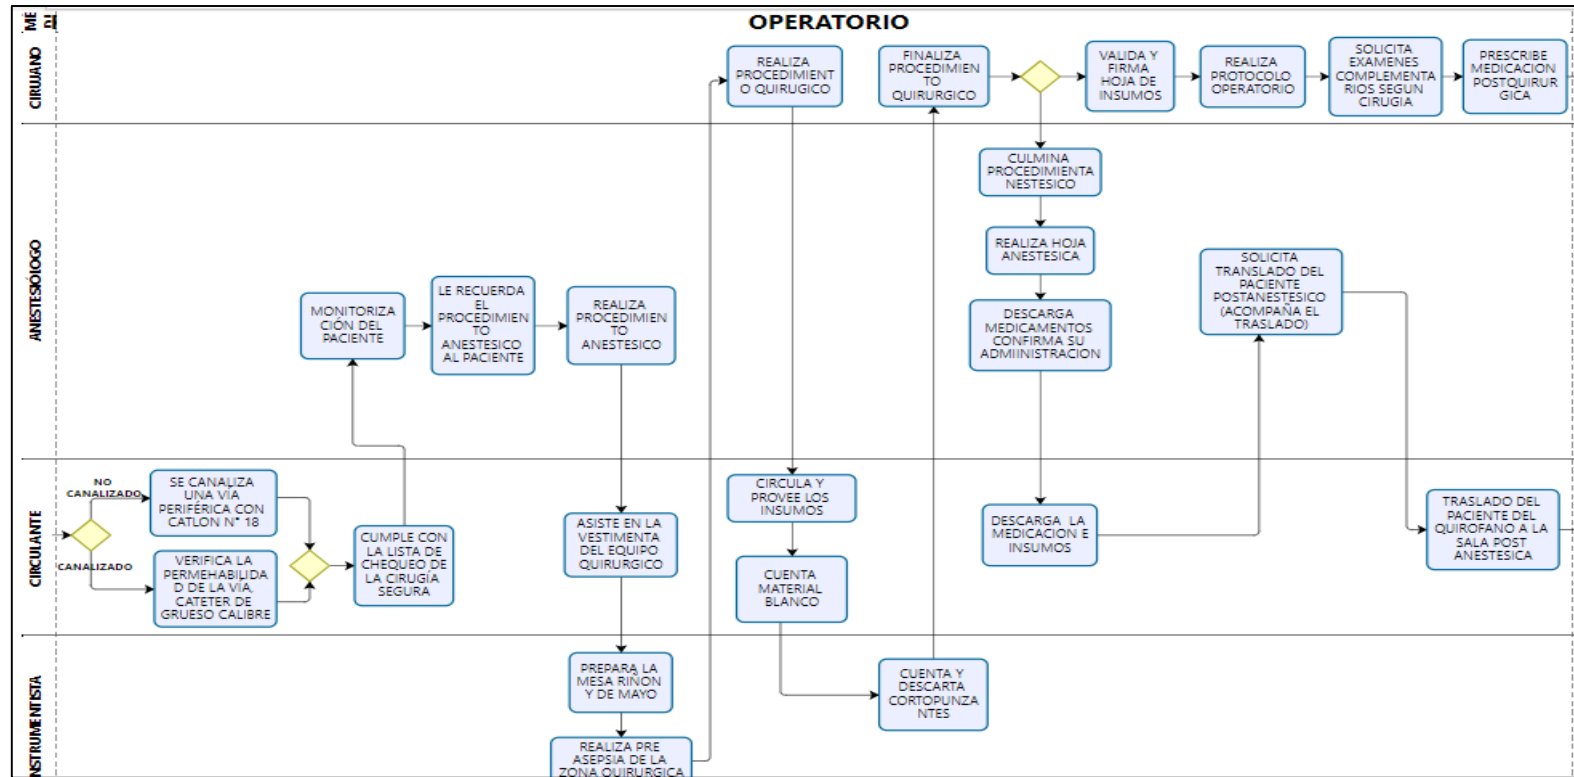 OPERATORIO
CIRUJANO
REALIZA
PROCEDIMIENT
O QUIRUGICO
FINALIZA
PROCEDIMIEN
TO
QUIRURGICO
VALIDA Y
FIRMA
HOJA DE
INSUMOS
REALIZA
PROTOCOLO
OPERATORIO
SOLICITA
EXAMENES
COMPLEMENTA
RIOS SEGUN
CIRUGIA
PRESCRIBE
MEDICACION
POSTQUIRUR
GICA
ANESTESIÓLOGO
MONITORIZA
CIÓN DEL
PACIENTE
LE RECUERDA
EL
PROCEDIMIEN
TO
ANESTESICO
AL PACIENTE
REALIZA
PROCEDIMIEN
TO
ANESTESICO
CULMINA
PROCEDIMIENTA
NESTESICO
REALIZA HOJA
ANESTESICA
DESCARGA
MEDICAMENTOS
CONFIRMA SU
ADMIINISTRACION
SOLICITA
TRANSLADO DEL
PACIENTE
POSTANESTESICO
(ACOMPAÑA EL
TRASLADO)
CIRCULANTE
NO
CANALIZADO
CANALIZADO
SE CANALIZA
UNA VÍA
PERIFÉRICA CON
CATLON N° 18
VERIFICA LA
PERMEHABILIDA
D DE LA VÍA,
CATETER DE
GRUESO CALIBRE
CUMPLE CON
LA LISTA DE
CHEQUEO DE
LA CIRUGÍA
SEGURA
ASISTE EN LA
VESTIMENTA
DEL EQUIPO
QUIRURGICO
CIRCULA Y
PROVEE LOS
INSUMOS
CUENTA
MATERIAL
BLANCO
DESCARGA LA
MEDICACION E
INSUMOS
TRASLADO DEL
PACIENTE DEL
QUIROFANO A LA
SALA POST
ANESTESICA
NSTRUMENTISTA
PREPARA LA
MESA RIÑON
Y DE MAYO
REALIZA PRE
ASEPSIA DE LA
ZONA QUIRURGICA
CUENTA Y
DESCARTA
CORTOPUNZA
NTES